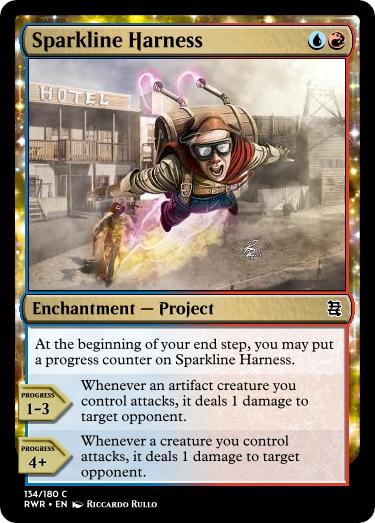 Sparkline Harness
HOTEL
Enchantment — Project
At the beginning of your end step, you may put
a progress counter on Sparkline Harness.
PROGRESS
1-3
Whenever an artifact creature you
control attacks, it deals 1 damage to
target opponent.
PROGRESS
4+
Whenever a creature you control
attacks, it deals 1 damage to target
opponent.
134/180 C
RWR • EN Riccardo Rullo